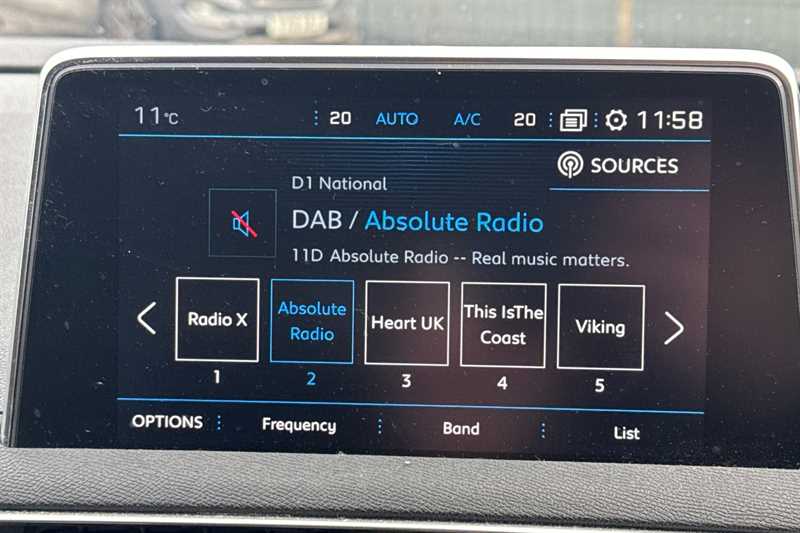 11°C 20 AUTO A/C 20 11:58
SOURCES
D1 National
DAB / Absolute Radio
11D Absolute Radio -- Real music matters.
Radio X
Absolute
Radio
Heart UK
This IsThe
Coast
Viking
1 2 3 4 5
OPTIONS Frequency Band List